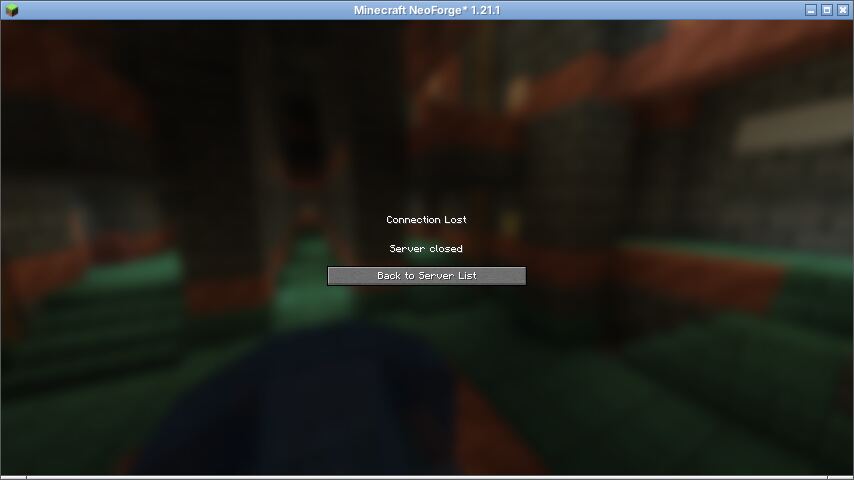 Minecraft NeoForge* 1.21.1
Connection Lost
Server closed
Back to Server List